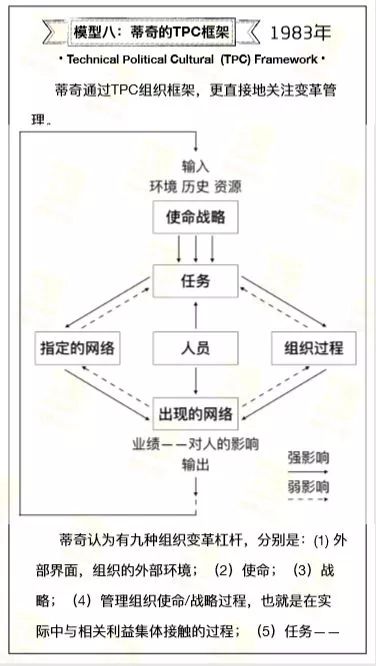 模型八：蒂奇的TPC框架 1983年
·Technical Political Cultural (TPC) Framework·
蒂奇通过TPC组织框架，更直接地关注变革管
理。
输入
环境 历史 资源
使命战略
任务
指定的网络 人员 组织过程
出现的网络
业绩——对人的影响
输出
强影响
弱影响
蒂奇认为有九种组织变革杠杆，分别是：(1) 外
部界面，组织的外部环境；（2）使命；（3）战
略；（4）管理组织使命/战略过程，也就是在实
际中与相关利益集体接触的过程；（5）任务——